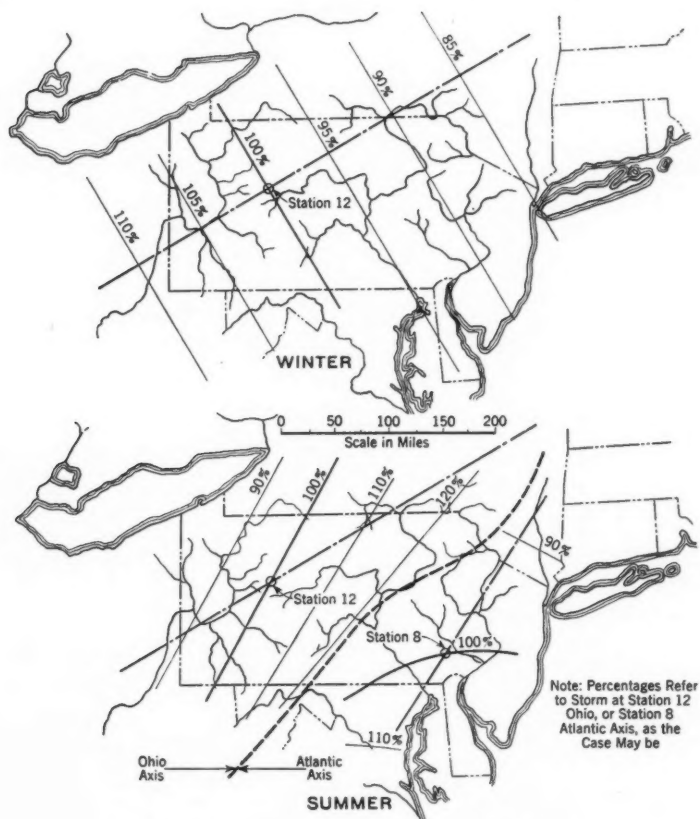 85%
90%
95%
100%
Station 12
105%
110%
WINTER
0 50 100 150 200
Scale in Miles
90%
100%
110%
120%
90%
Station 12
Station 8
100%
Note: Percentages Refer
to Storm at Station 12
Ohio, or Station 8
Atlantic Axis, as the
Case May be
110%
Ohio
Axis
Atlantic
Axis
SUMMER